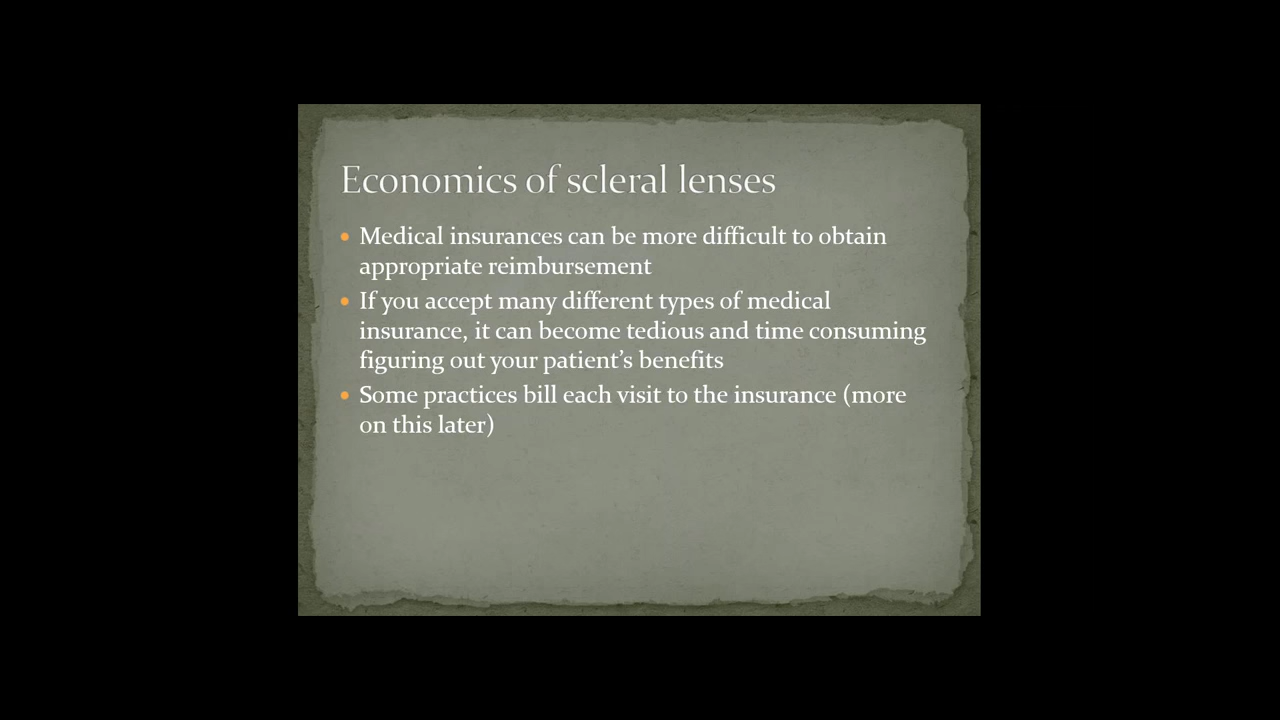 Economics of scleral lenses
• Medical insurances can be more difficult to obtain
appropriate reimbursement
• If you accept many different types of medical
insurance, it can become tedious and time consuming
figuring out your patient’s benefits
• Some practices bill each visit to the insurance (more
on this later)